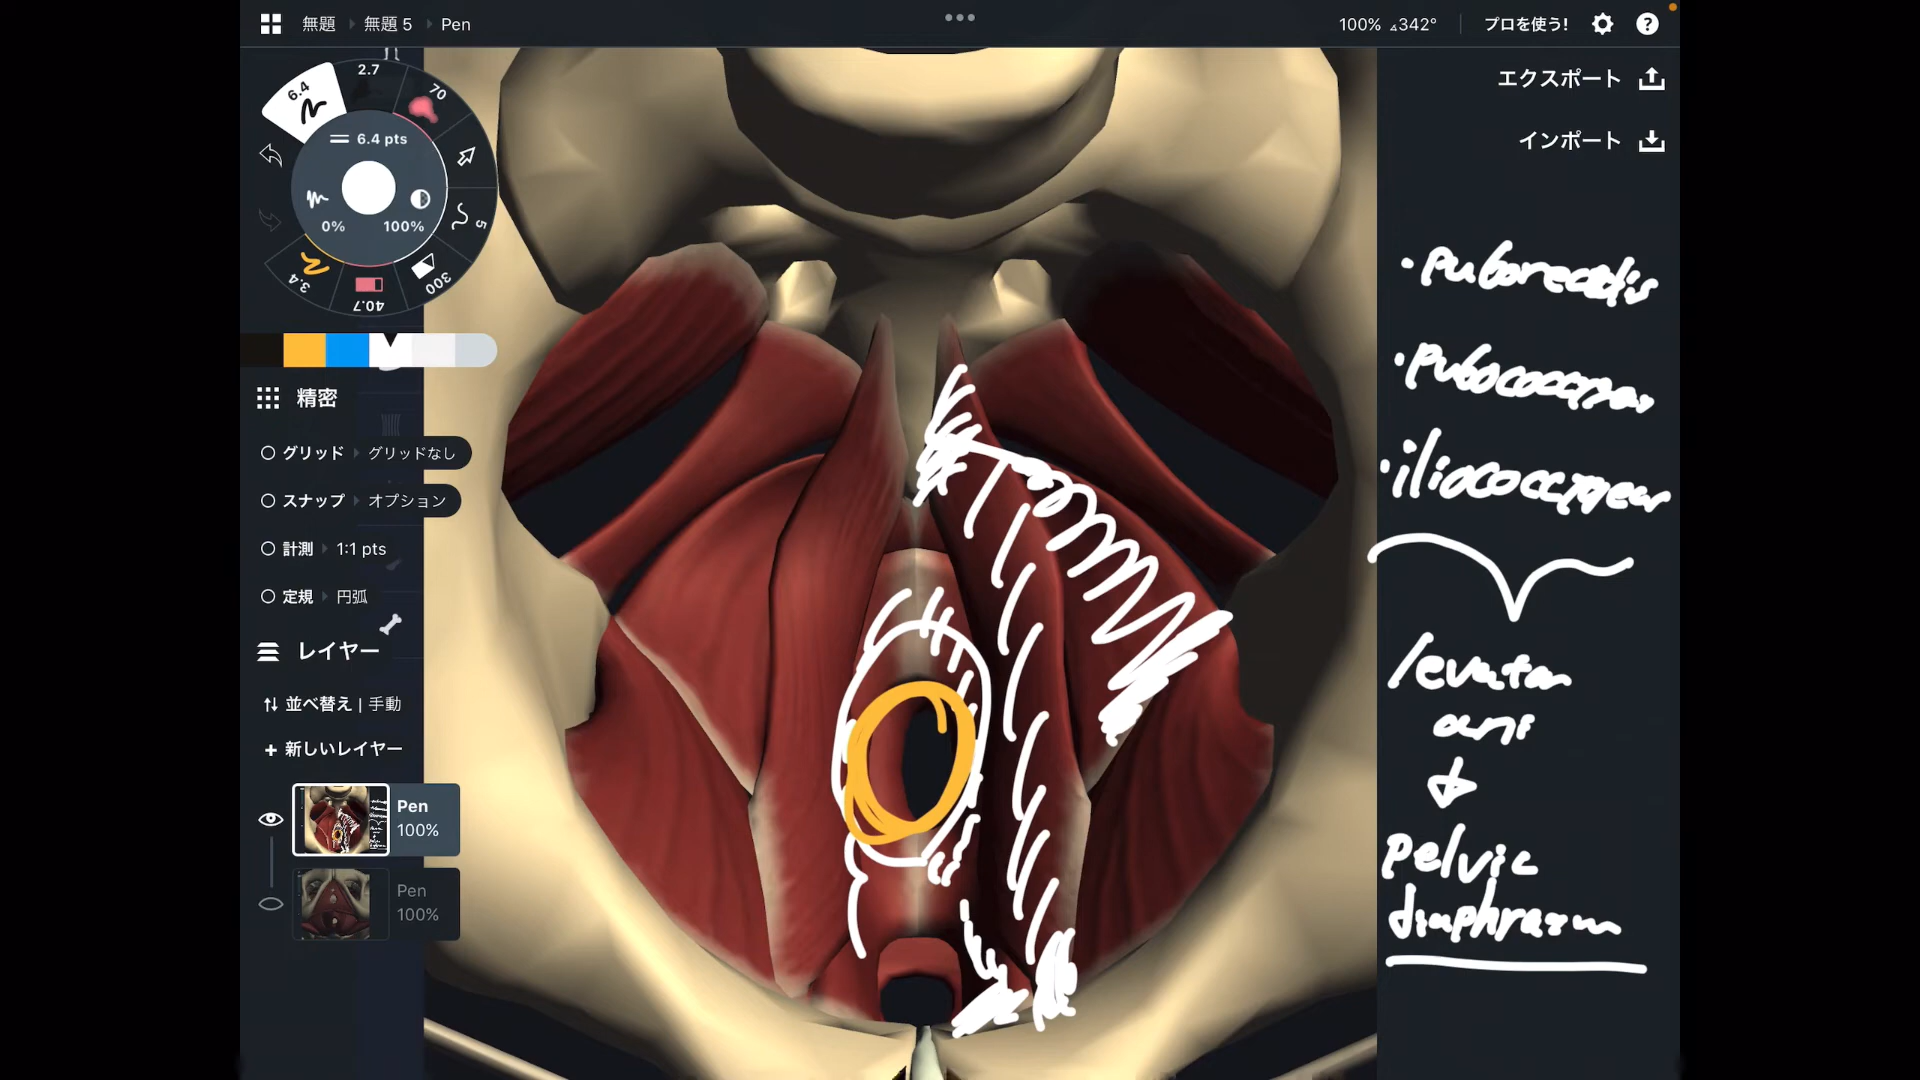 無題 無題 5 Pen
100% 342° プロを使う!
エクスポート
インポート
2.7
6.4
70
6.4 pts
0% 100%
5
3.4
40.7
300
精密
グリッド グリッドなし
スナップ オプション
計測 1:1 pts
定規 円弧
レイヤー
並べ替え | 手動
+ 新しいレイヤー
Pen
100%
Pen
100%
・puborectalis
・pubococcygeus
・iliococcygeus
levator
ani
pelvic
diaphragm